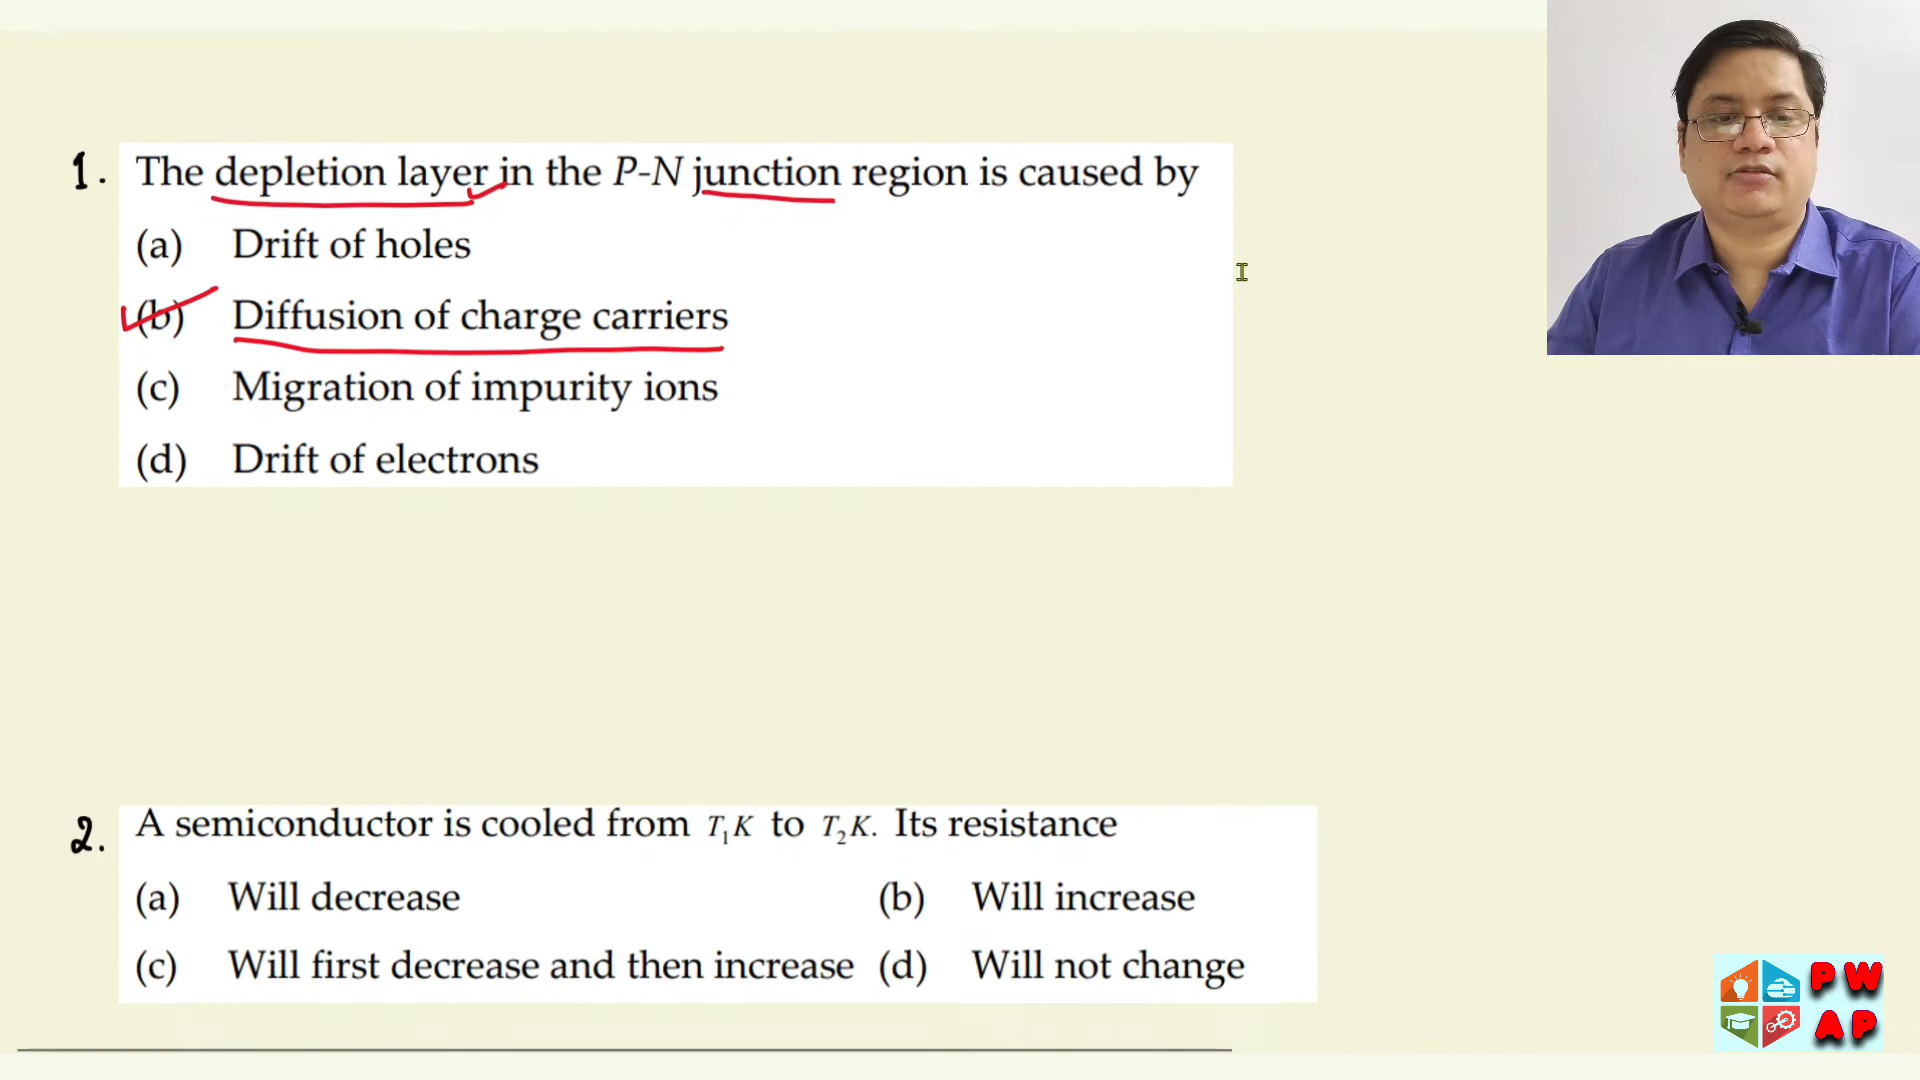 1. The depletion layer in the P-N junction region is caused by
(a) Drift of holes
(b) Diffusion of charge carriers
(c) Migration of impurity ions
(d) Drift of electrons
2. A semiconductor is cooled from T₁K to T₂K. Its resistance
(a) Will decrease (b) Will increase
(c) Will first decrease and then increase (d) Will not change
PW
AP